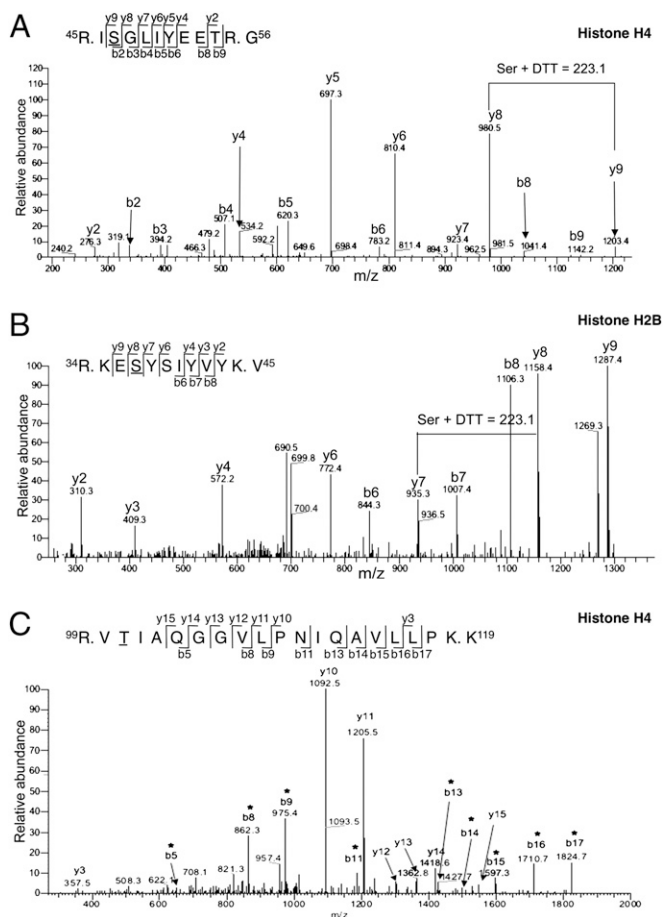 A
Histone H4
y9 y8 y7 y6 y5 y4 y2
45R. I S G L I Y E E T R. G56
b2 b3 b4 b5 b6 b8 b9
Relative abundance
120
110
100
90
80
70
60
50
40
30
20
10
0
Ser + DTT = 223.1
y5
697.3
y8
980.5
y6
810.4
y4
534.2
y9
1203.4
b8
1041.4
b2
y2
276.3
240.2
319.1
b3
394.2
466.3
479.2
b4
507.1
592.2
b5
620.3
649.6
698.4
b6
783.2
811.4
894.3
y7
923.4
962.5
981.5
b9
1142.2
200 300 400 500 600 700 800 900 1000 1100 1200
m/z
B
Histone H2B
y9 y8 y7 y6 y4 y3 y2
34R. K E S Y S I Y V Y K. V45
b6 b7 b8
Relative abundance
100
90
80
70
60
50
40
30
20
10
0
Ser + DTT = 223.1
y9
1287.4
y8
1158.4
b8
1106.3
1269.3
690.5
699.8
700.4
y6
772.4
y4
572.2
y2
310.3
y3
409.3
b6
844.3
y7
935.3
936.5
b7
1007.4
300 400 500 600 700 800 900 1000 1100 1200 1300
m/z
C
Histone H4
y15 y14 y13 y12 y11 y10 y3
99R. V T I A Q G G V L P N I Q A V L L P K. K119
b5 b8 b9 b11 b13 b14 b15 b16 b17
Relative abundance
100
90
80
70
60
50
40
30
20
10
0
y10
1092.5
1093.5
y11
1205.5
*
b13
*
b9
975.4
*
b8
862.3
*
b5
622.1
y3
357.5
508.3
708.1
821.3
957.4
*
b11
y12
y13
1362.8
y14
1418.6
1427.7
*
b14
y15
*
b15
1597.3
*
b16
1710.7
*
b17
1824.7
400 600 800 1000 1200 1400 1600 1800 2000
m/z